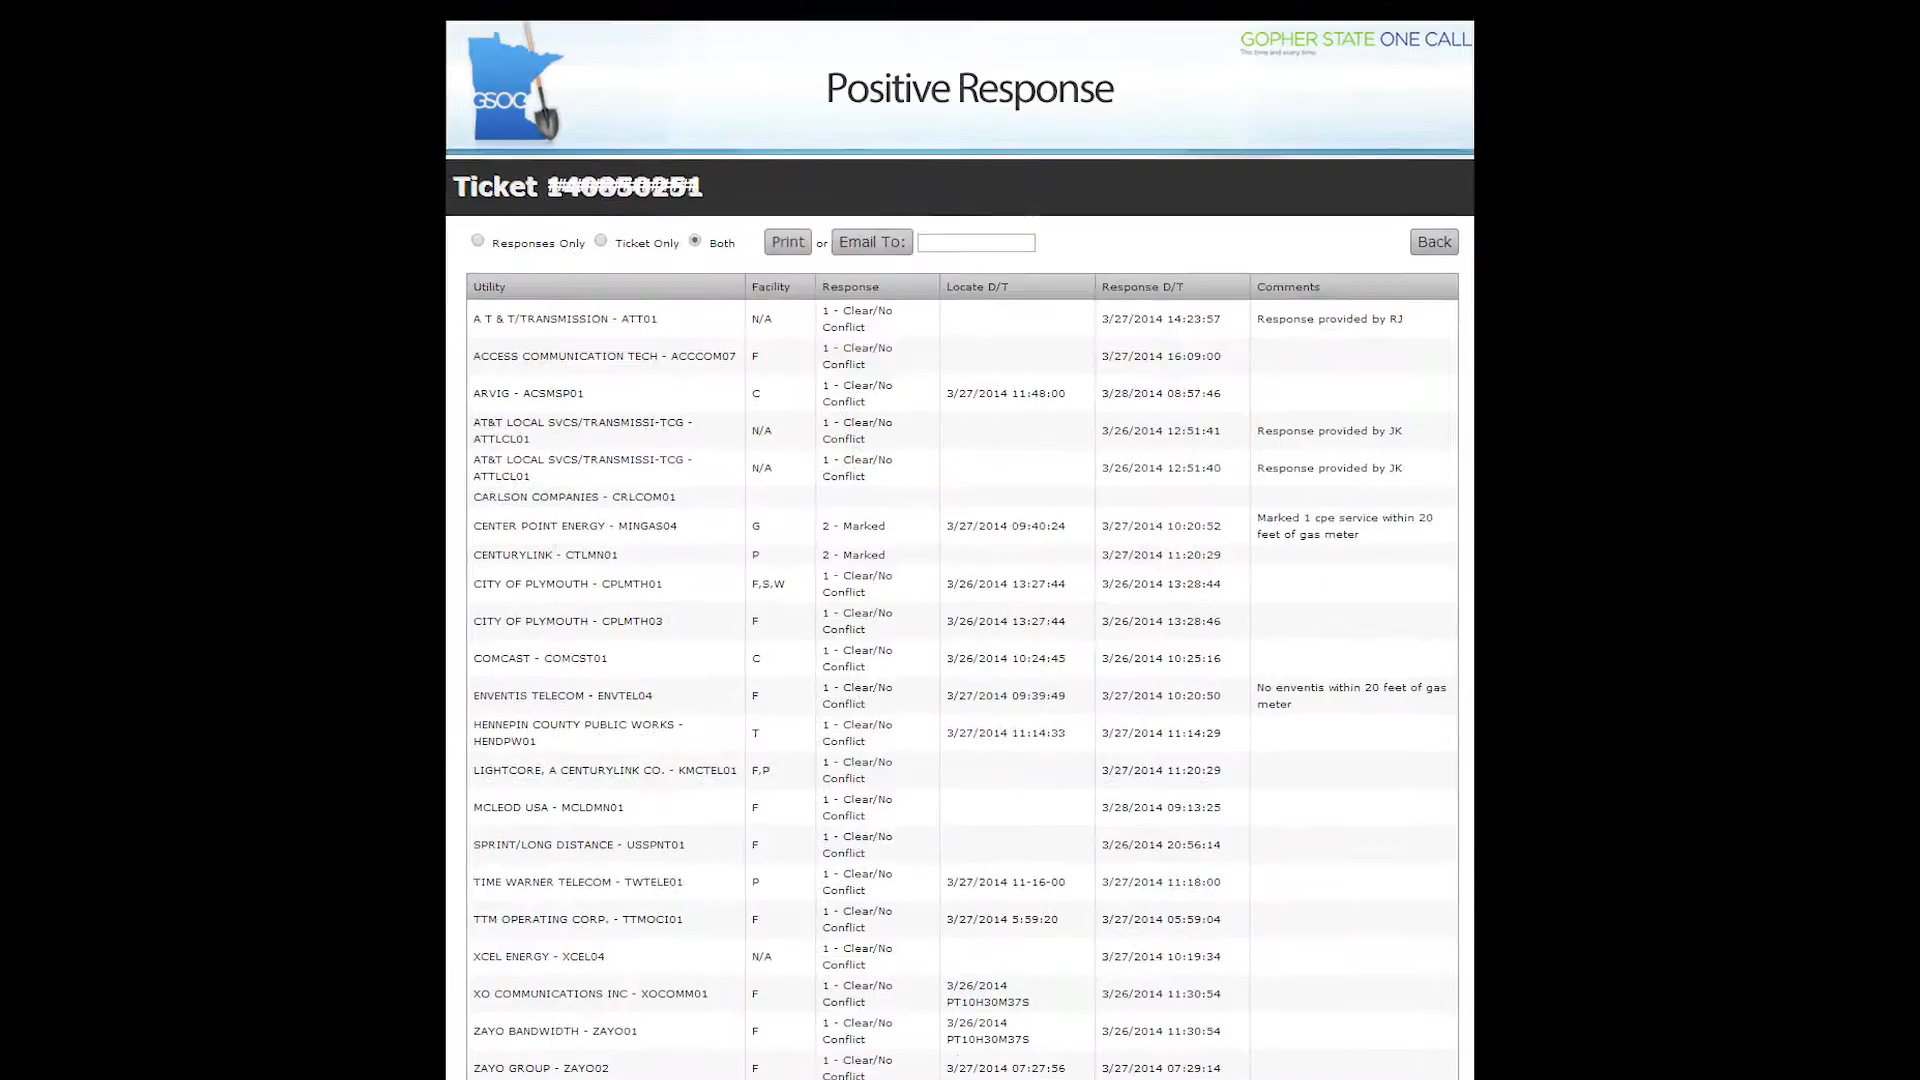 GSOC
GOPHER STATE ONE CALL
This time and every time.
Positive Response
Ticket
Responses Only Ticket Only Both Print or Email To: Back
Utility Facility Response Locate D/T Response D/T Comments
A T & T/TRANSMISSION - ATT01 N/A 1 - Clear/No Conflict 3/27/2014 14:23:57 Response provided by RJ
ACCESS COMMUNICATION TECH - ACCCOM07 F 1 - Clear/No Conflict 3/27/2014 16:09:00
ARVIG - ACSMSP01 C 1 - Clear/No Conflict 3/27/2014 11:48:00 3/28/2014 08:57:46
AT&T LOCAL SVCS/TRANSMISSI-TCG - ATTLCL01 N/A 1 - Clear/No Conflict 3/26/2014 12:51:41 Response provided by JK
AT&T LOCAL SVCS/TRANSMISSI-TCG - ATTLCL01 N/A 1 - Clear/No Conflict 3/26/2014 12:51:40 Response provided by JK
CARLSON COMPANIES - CRLCOM01
CENTER POINT ENERGY - MINGAS04 G 2 - Marked 3/27/2014 09:40:24 3/27/2014 10:20:52 Marked 1 cpe service within 20 feet of gas meter
CENTURYLINK - CTLMN01 P 2 - Marked 3/27/2014 11:20:29
CITY OF PLYMOUTH - CPLMTH01 F,S,W 1 - Clear/No Conflict 3/26/2014 13:27:44 3/26/2014 13:28:44
CITY OF PLYMOUTH - CPLMTH03 F 1 - Clear/No Conflict 3/26/2014 13:27:44 3/26/2014 13:28:46
COMCAST - COMCST01 C 1 - Clear/No Conflict 3/26/2014 10:24:45 3/26/2014 10:25:16
ENVENTIS TELECOM - ENVTEL04 F 1 - Clear/No Conflict 3/27/2014 09:39:49 3/27/2014 10:20:50 No enventis within 20 feet of gas meter
HENNEPIN COUNTY PUBLIC WORKS - HENDPW01 T 1 - Clear/No Conflict 3/27/2014 11:14:33 3/27/2014 11:14:29
LIGHTCORE, A CENTURYLINK CO. - KMCTEL01 F,P 1 - Clear/No Conflict 3/27/2014 11:20:29
MCLEOD USA - MCLDMN01 F 1 - Clear/No Conflict 3/28/2014 09:13:25
SPRINT/LONG DISTANCE - USSPNT01 F 1 - Clear/No Conflict 3/26/2014 20:56:14
TIME WARNER TELECOM - TWTELE01 P 1 - Clear/No Conflict 3/27/2014 11-16-00 3/27/2014 11:18:00
TTM OPERATING CORP. - TTMOCI01 F 1 - Clear/No Conflict 3/27/2014 5:59:20 3/27/2014 05:59:04
XCEL ENERGY - XCEL04 N/A 1 - Clear/No Conflict 3/27/2014 10:19:34
XO COMMUNICATIONS INC - XOCOMM01 F 1 - Clear/No Conflict 3/26/2014 PT10H30M37S 3/26/2014 11:30:54
ZAYO BANDWIDTH - ZAYO01 F 1 - Clear/No Conflict 3/26/2014 PT10H30M37S 3/26/2014 11:30:54
ZAYO GROUP - ZAYO02 F 1 - Clear/No Conflict 3/27/2014 07:27:56 3/27/2014 07:29:14